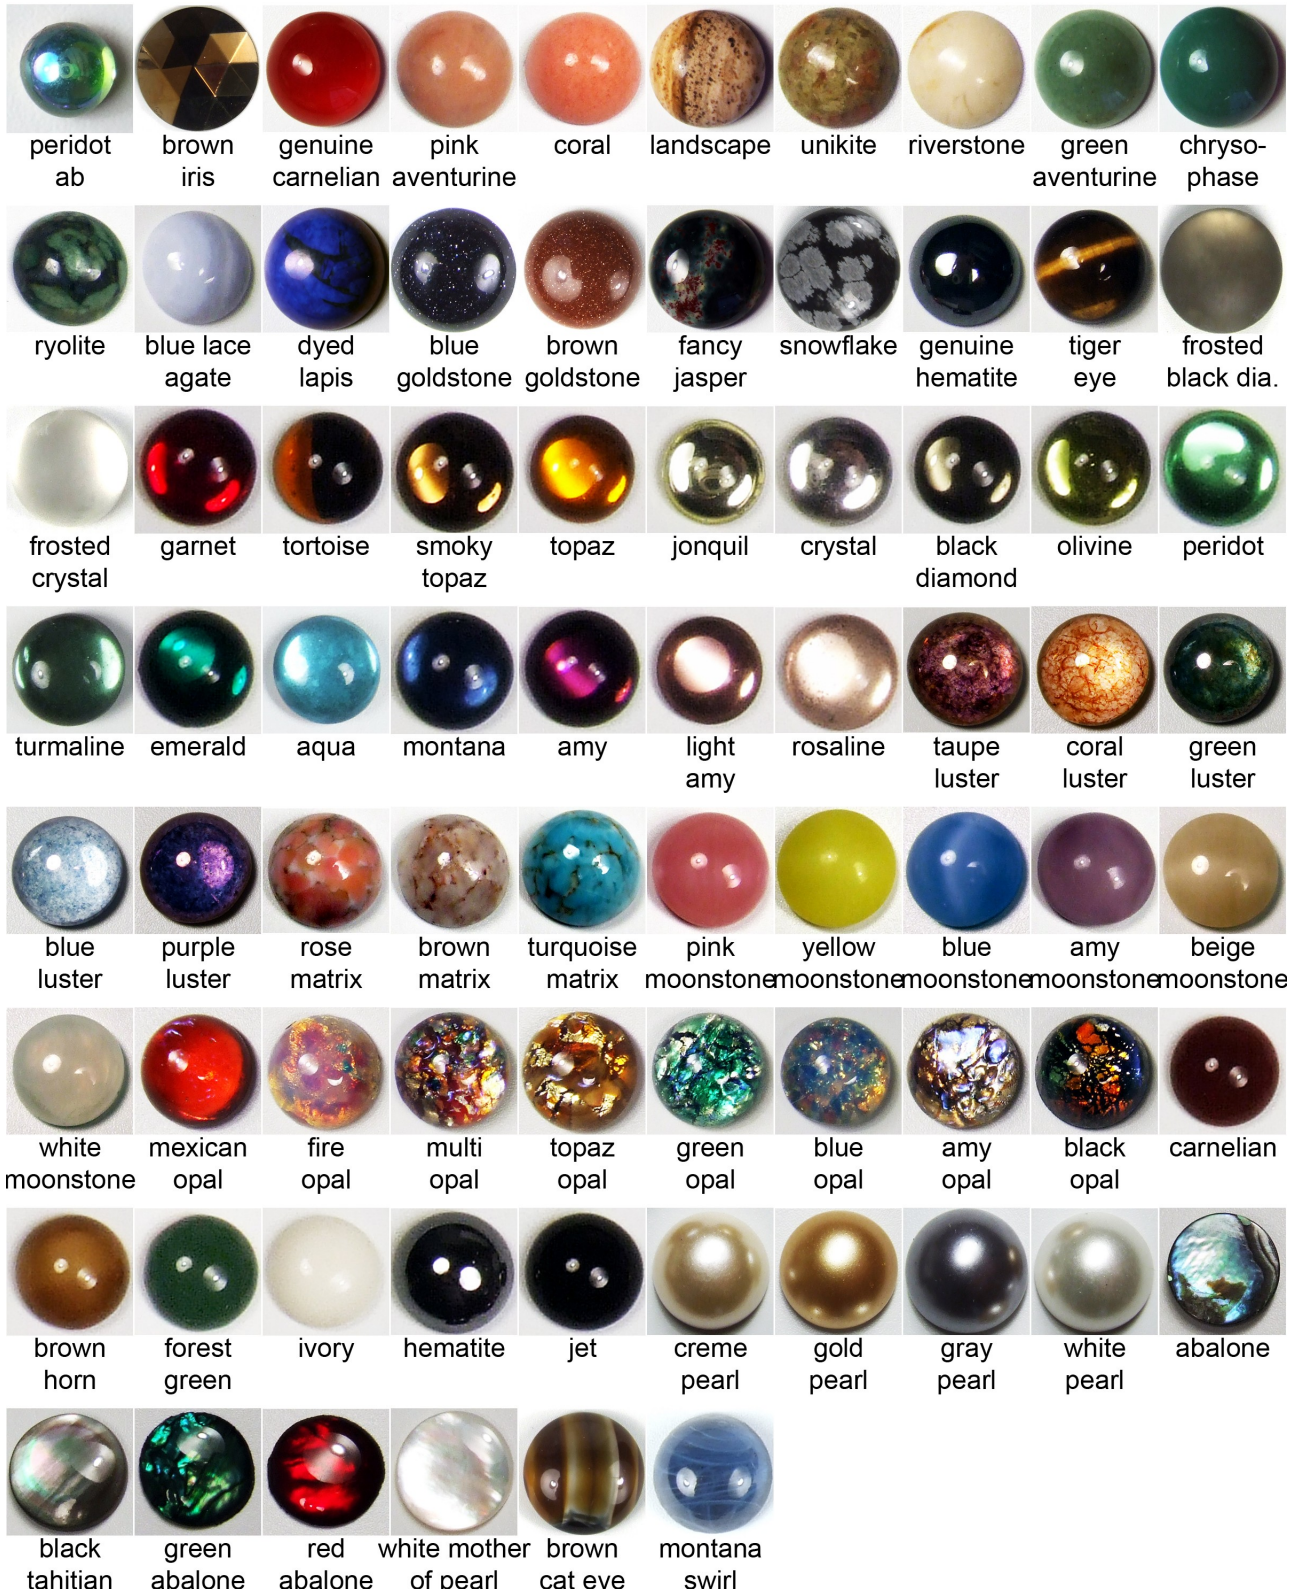 peridot ab
brown iris
genuine carnelian
pink aventurine
coral
landscape
unikite
riverstone
green aventurine
chryso-phase
ryolite
blue lace agate
dyed lapis
blue goldstone
brown goldstone
fancy jasper
snowflake
genuine hematite
tiger eye
frosted black dia.
frosted crystal
garnet
tortoise
smoky topaz
topaz
jonquil
crystal
black diamond
olivine
peridot
turmaline
emerald
aqua
montana
amy
light amy
rosaline
taupe luster
coral luster
green luster
blue luster
purple luster
rose matrix
brown matrix
turquoise matrix
pink moonstone
yellow moonstone
blue moonstone
amy moonstone
beige moonstone
white moonstone
mexican opal
fire opal
multi opal
topaz opal
green opal
blue opal
amy opal
black opal
carnelian
brown horn
forest green
ivory
hematite
jet
creme pearl
gold pearl
gray pearl
white pearl
abalone
black tahitian
green abalone
red abalone
white mother of pearl
brown cat eye
montana swirl